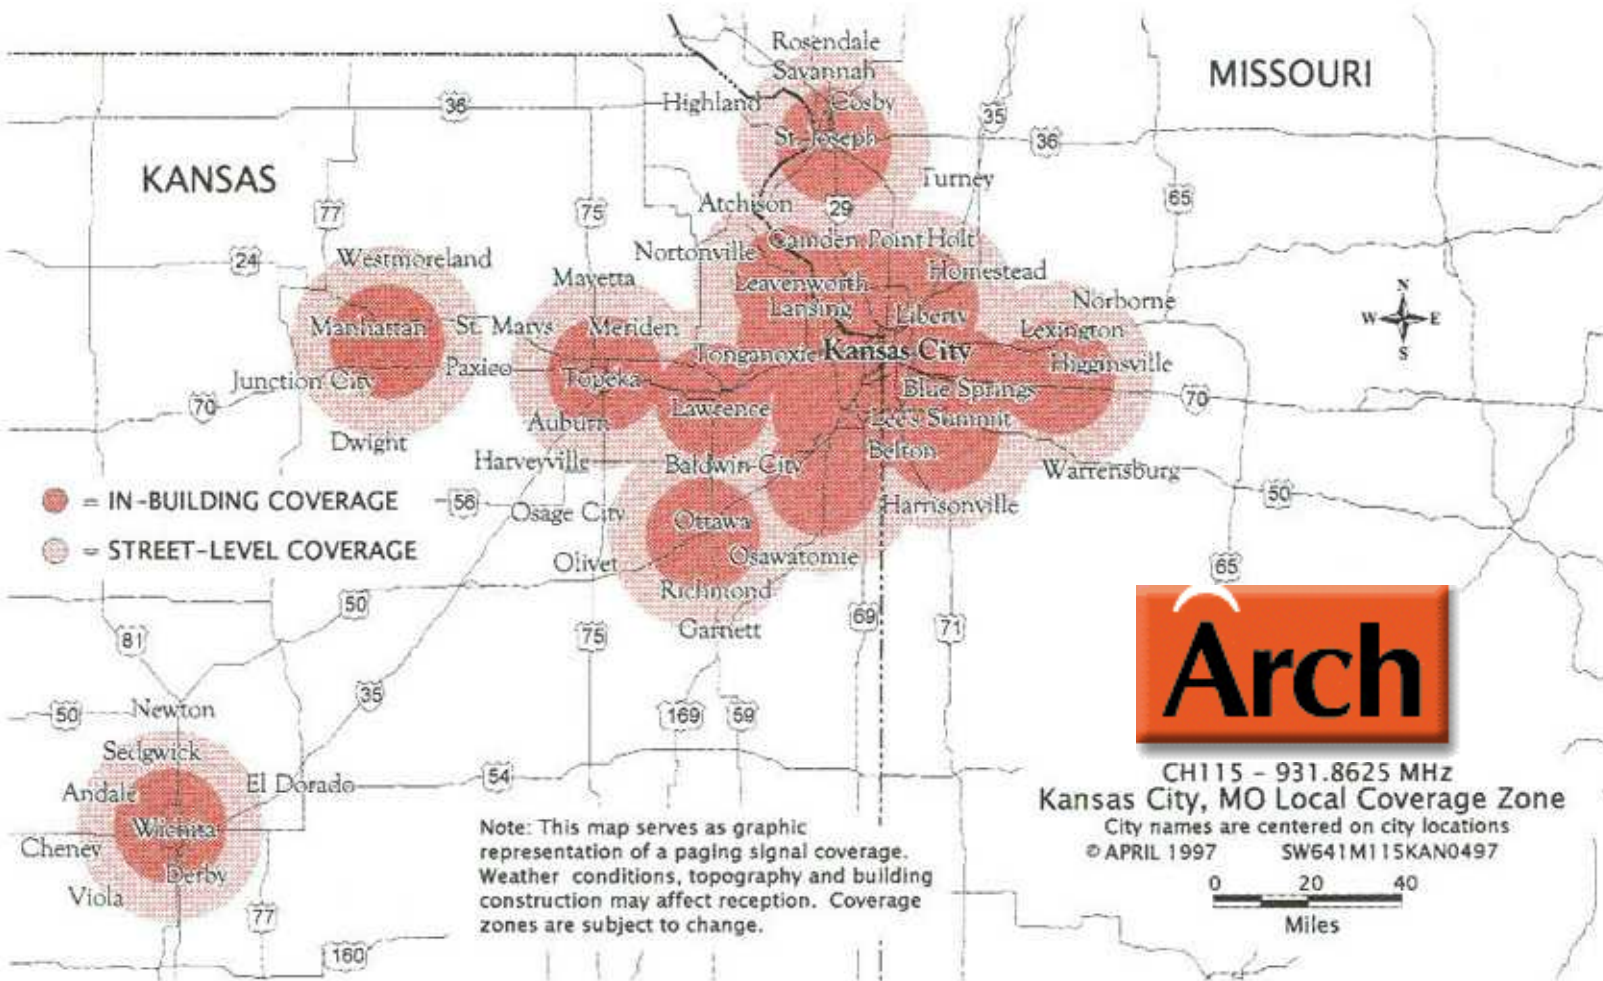 Rosendale
Savannah
MISSOURI
Highland
Cosby
36
35
St. Joseph
36
KANSAS
Turney
65
Atchison
29
77
75
Camden Point
Holt
Nortonville
24
Westmoreland
Homestead
Mayetta
Leavenworth
Norborne
N
Lansing
Liberty
W
E
Manhattan
St. Marys
Meriden
Lexington
S
Tonganoxie
Kansas City
Higginsville
Paxico
Junction City
Topeka
Blue Springs
70
70
Lawrence
Auburn
Lee's Summit
Dwight
Belton
Harveyville
Baldwin City
Warrensburg
= IN-BUILDING COVERAGE
56
50
Osage City
Ottawa
Harrisonville
= STREET-LEVEL COVERAGE
Olivet
Osawatomie
65
Richmond
50
69
Garnett
81
75
71
Arch
35
50
Newton
169
59
Sedgwick
54
El Dorado
Andale
CH115 - 931.8625 MHz
Kansas City, MO Local Coverage Zone
Wichita
City names are centered on city locations
Cheney
© APRIL 1997 SW641M115KAN0497
Derby
Viola
0 20 40
Miles
77
160
Note: This map serves as graphic
representation of a paging signal coverage.
Weather conditions, topography and building
construction may affect reception. Coverage
zones are subject to change.